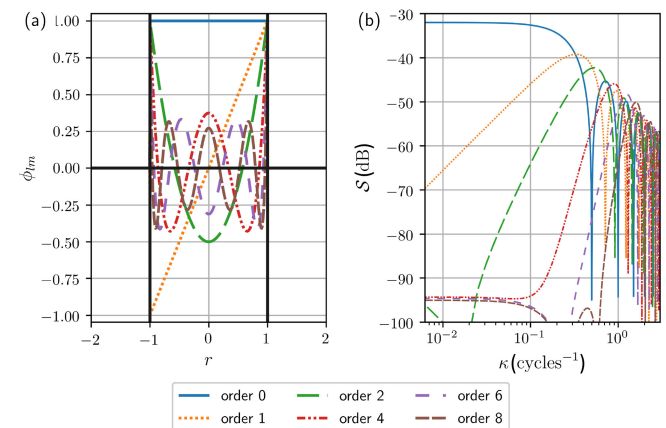 (a)
1.00
0.75
0.50
0.25
0.00
−0.25
−0.50
−0.75
−1.00
ϕlm
−2
−1
0
1
2
r
(b)
−30
−40
−50
−60
−70
−80
−90
−100
S(dB)
10⁻²
10⁻¹
10⁰
κ(cycles⁻¹)
order 0
order 2
order 6
order 1
order 4
order 8